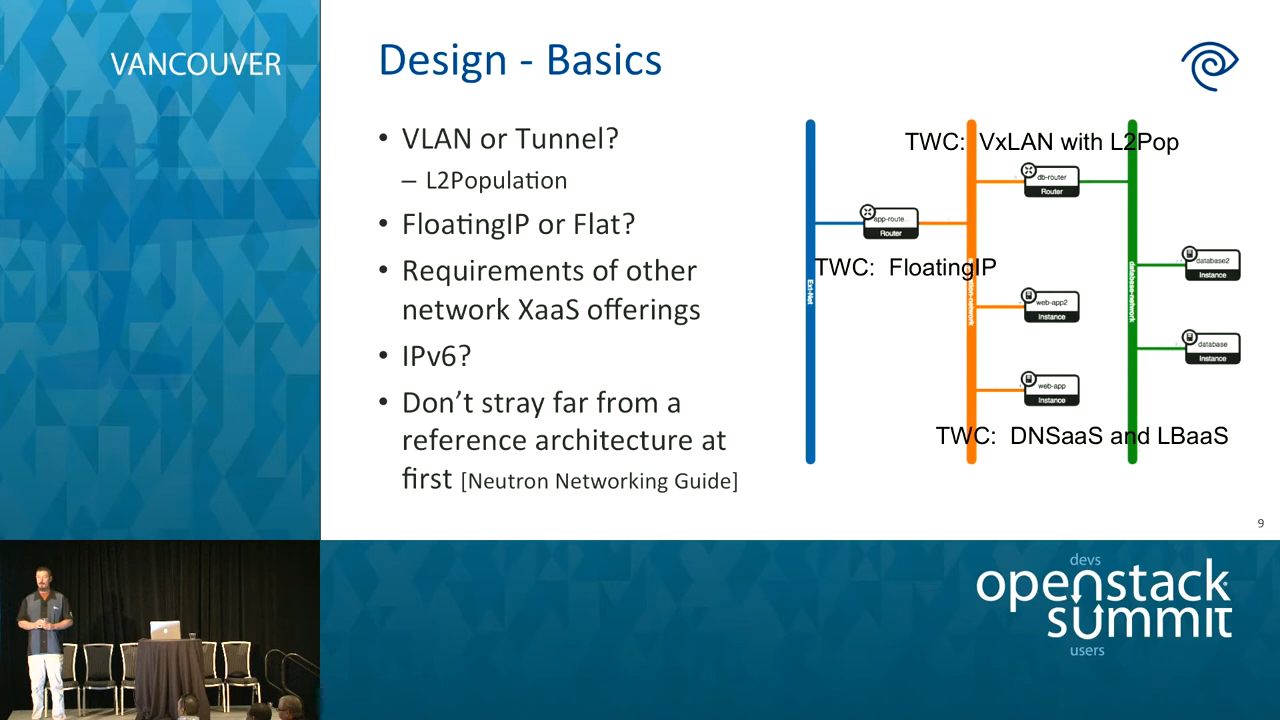 VANCOUVER
Design - Basics
• VLAN or Tunnel?
– L2Population
• FloatingIP or Flat?
• Requirements of other
network XaaS offerings
• IPv6?
• Don't stray far from a
reference architecture at
first [Neutron Networking Guide]
TWC: VxLAN with L2Pop
db-router
Router
app-route..
Router
TWC: FloatingIP
Ext-Net
database-network
database2
Instance
web-app2
Instance
database
Instance
web-app
Instance
TWC: DNSaaS and LBaaS
9
devs
openstack
summit
users